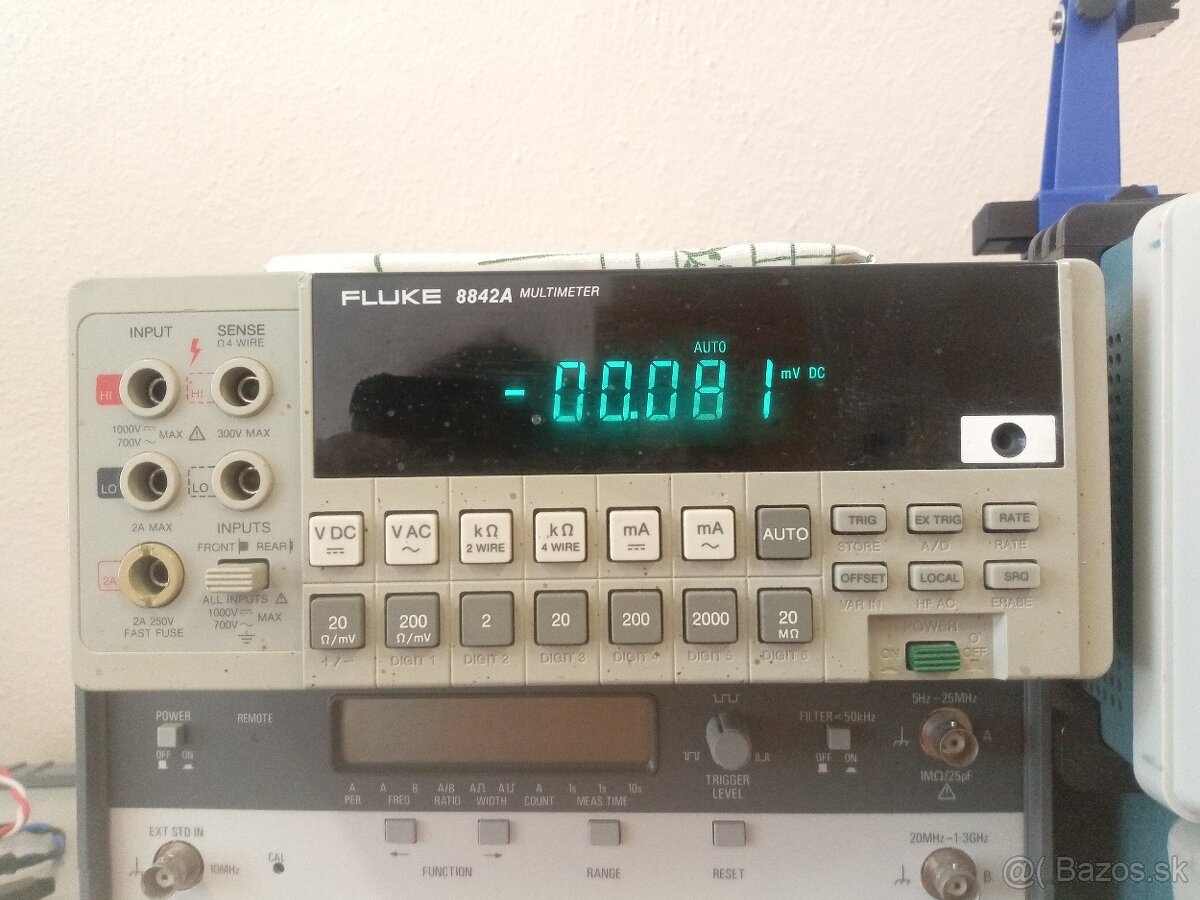 FLUKE 8842A MULTIMETER
AUTO
-00.081 mV DC
INPUT
SENSE
Ω 4 WIRE
HI
HI
1000V
700V ~ MAX
300V MAX
LO
LO
2A MAX
INPUTS
FRONT REAR
2A
ALL INPUTS
1000V
700V ~ MAX
2A 250V
FAST FUSE
V DC
V AC
~
kΩ
2 WIRE
kΩ
4 WIRE
mA
mA
~
AUTO
TRIG
EX TRIG
RATE
STORE
A/D
RATE
20
Ω/mV
200
Ω/mV
2
20
200
2000
20
MΩ
OFFSET
LOCAL
SRQ
VAR IN
HF AC
ERASE
+/−
DIGIT 1
DIGIT 2
DIGIT 3
DIGIT 4
DIGIT 5
DIGIT 6
POWER
ON
OFF
POWER
OFF ON
REMOTE
A
PER
A B
FREQ
A/B
RATIO
A A
WIDTH
A
COUNT
1s 1s 10s
MEAS TIME
TRIGGER
LEVEL
FILTER<50kHz
OFF ON
5Hz-25MHz
A
1MΩ/25pF
EXT STD IN
10MHz
CAL
FUNCTION
RANGE
RESET
20MHz-1·3GHz
B
@( Bazos.sk